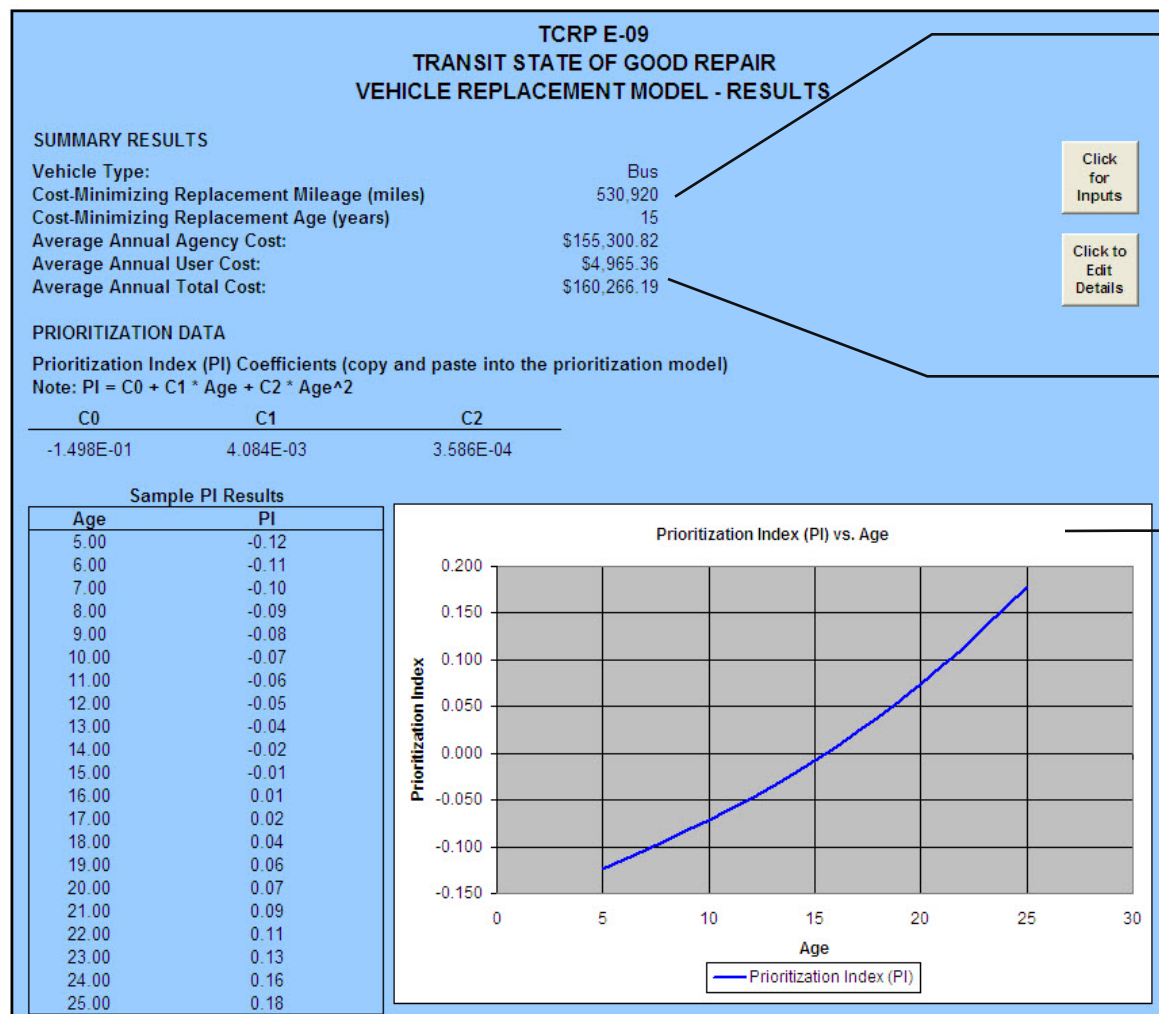 TCRP E-09
TRANSIT STATE OF GOOD REPAIR
VEHICLE REPLACEMENT MODEL - RESULTS
SUMMARY RESULTS
Vehicle Type: Bus
Cost-Minimizing Replacement Mileage (miles) 530,920
Cost-Minimizing Replacement Age (years) 15
Average Annual Agency Cost: $155,300.82
Average Annual User Cost: $4,965.36
Average Annual Total Cost: $160,266.19
Click
for
Inputs
Click to
Edit
Details
PRIORITIZATION DATA
Prioritization Index (PI) Coefficients (copy and paste into the prioritization model)
Note: PI = C0 + C1 * Age + C2 * Age^2
C0 C1 C2
-1.498E-01 4.084E-03 3.586E-04
Sample PI Results
Age PI
5.00 -0.12
6.00 -0.11
7.00 -0.10
8.00 -0.09
9.00 -0.08
10.00 -0.07
11.00 -0.06
12.00 -0.05
13.00 -0.04
14.00 -0.02
15.00 -0.01
16.00 0.01
17.00 0.02
18.00 0.04
19.00 0.06
20.00 0.07
21.00 0.09
22.00 0.11
23.00 0.13
24.00 0.16
25.00 0.18
Prioritization Index (PI) vs. Age
Prioritization Index
0.200
0.150
0.100
0.050
0.000
-0.050
-0.100
-0.150
0 5 10 15 20 25 30
Age
Prioritization Index (PI)